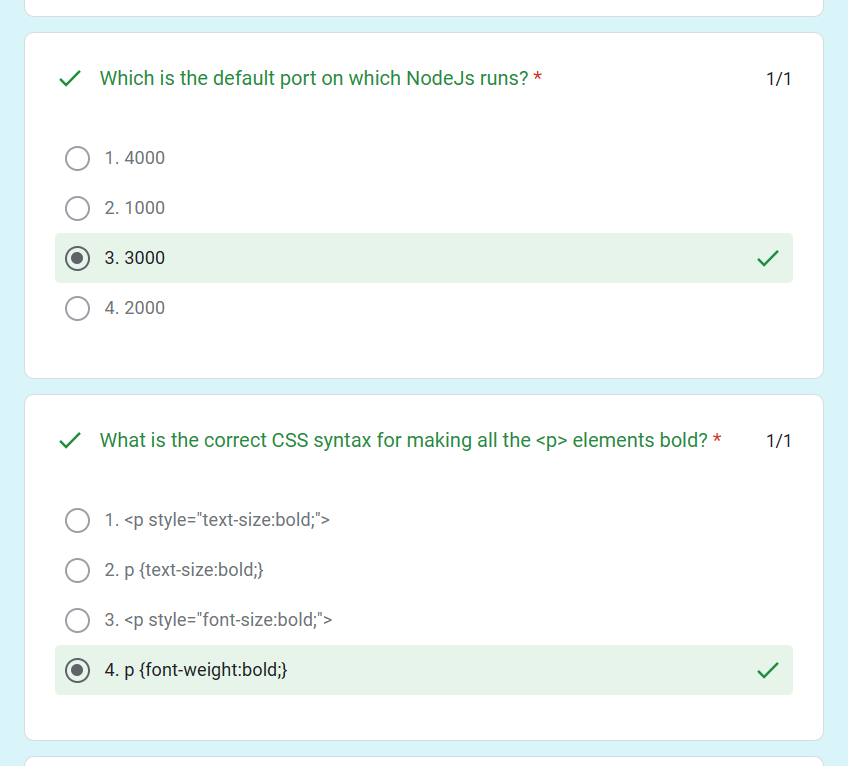 Which is the default port on which NodeJs runs? *
1/1
1. 4000
2. 1000
3. 3000
4. 2000
What is the correct CSS syntax for making all the <p> elements bold? *
1/1
1. <p style="text-size:bold;">
2. p {text-size:bold;}
3. <p style="font-size:bold;">
4. p {font-weight:bold;}